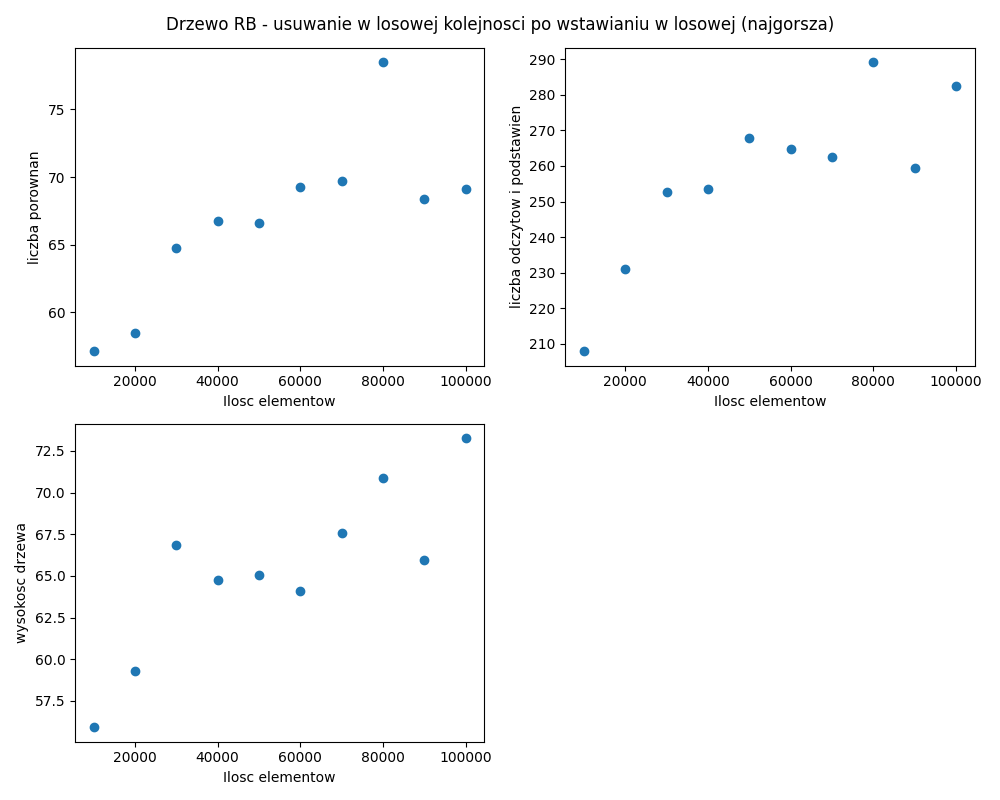 Drzewo RB - usuwanie w losowej kolejnosci po wstawianiu w losowej (najgorsza)
75
70
65
60
liczba porownan
20000 40000 60000 80000 100000
Ilosc elementow
290
280
270
260
250
240
230
220
210
liczba odczytow i podstawien
20000 40000 60000 80000 100000
Ilosc elementow
72.5
70.0
67.5
65.0
62.5
60.0
57.5
wysokosc drzewa
20000 40000 60000 80000 100000
Ilosc elementow